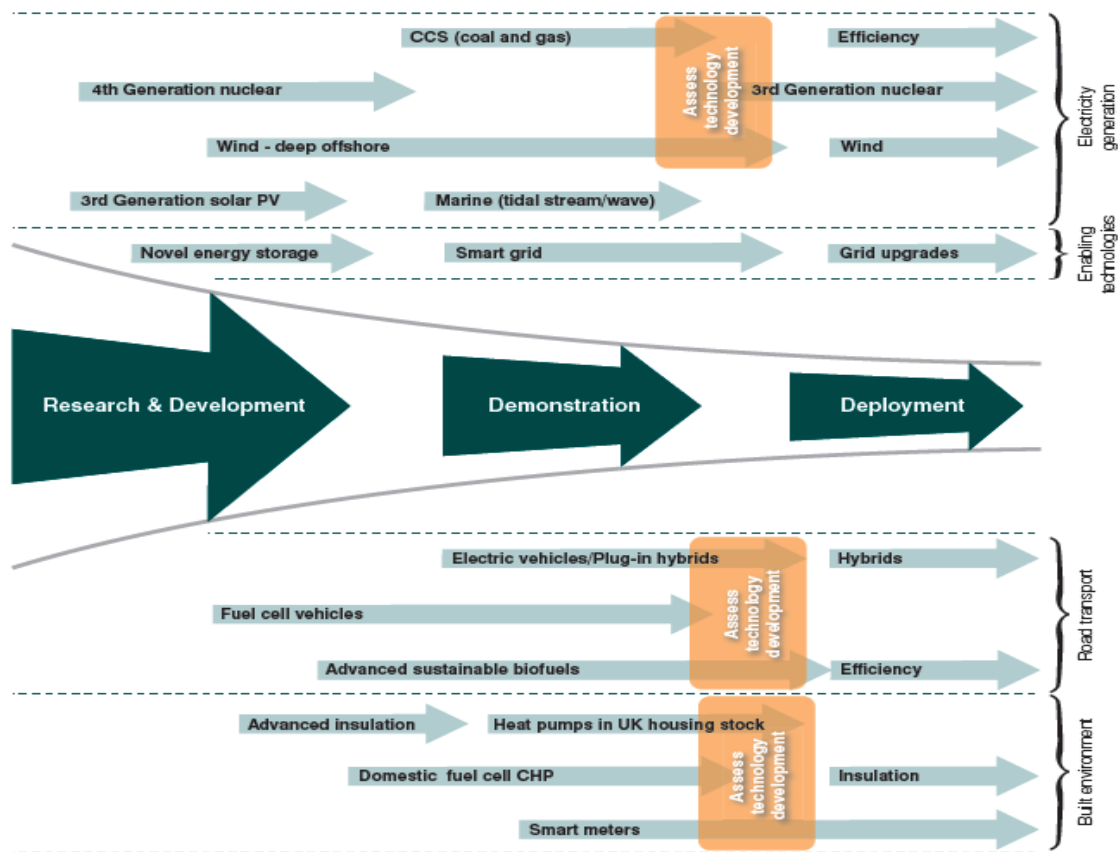 CCS (coal and gas)
Efficiency
4th Generation nuclear
3rd Generation nuclear
Wind - deep offshore
Wind
Assess
technology
development
3rd Generation solar PV
Marine (tidal stream/wave)
Electricity
generation
Novel energy storage
Smart grid
Grid upgrades
Enabling
technologies
Research & Development
Demonstration
Deployment
Electric vehicles/Plug-in hybrids
Hybrids
Fuel cell vehicles
Assess
technology
development
Advanced sustainable biofuels
Efficiency
Road transport
Advanced insulation
Heat pumps in UK housing stock
Domestic fuel cell CHP
Assess
technology
development
Insulation
Smart meters
Built environment